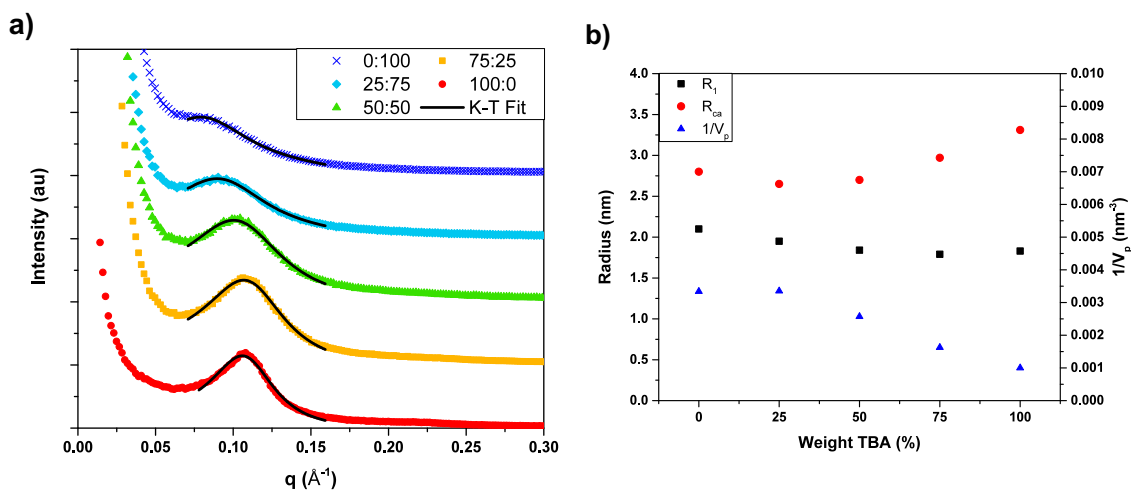 a)
Intensity (au)
0:100
75:25
25:75
100:0
50:50
K-T Fit
0.00 0.05 0.10 0.15 0.20 0.25 0.30
q (Å-1)
b)
Radius (nm)
4.0
3.5
3.0
2.5
2.0
1.5
1.0
0.5
0.0
R1
Rca
1/Vp
0.010
0.009
0.008
0.007
0.006
0.005
0.004
0.003
0.002
0.001
0.000
1/Vp (nm-3)
0 25 50 75 100
Weight TBA (%)